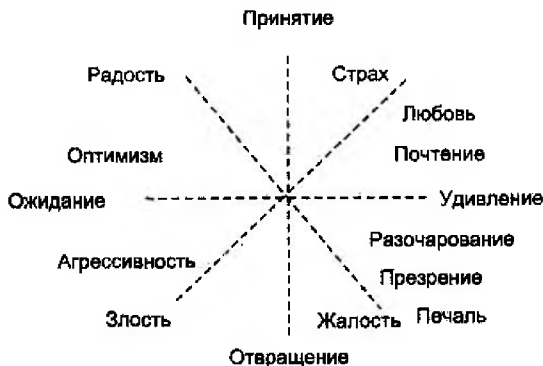 Принятие
Радость Страх
Любовь
Оптимизм Почтение
Ожидание Удивление
Разочарование
Агрессивность Презрение
Злость Жалость Печаль
Отвращение